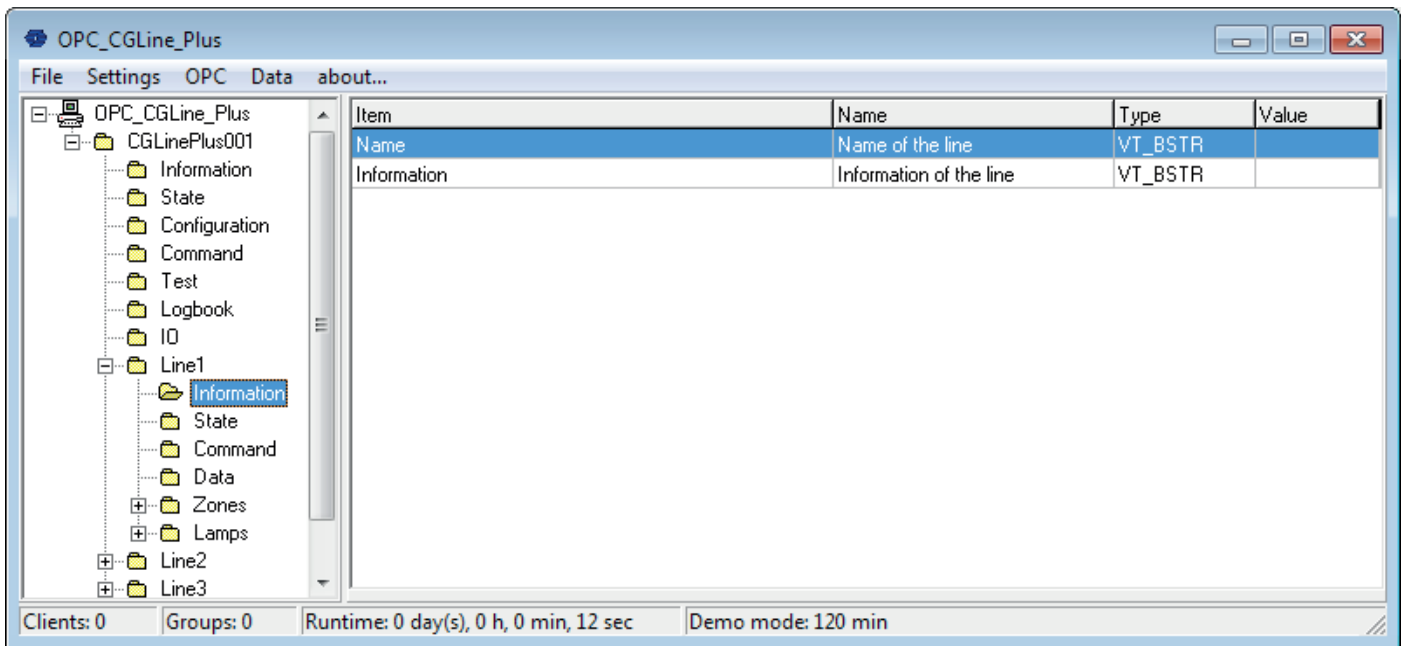 OPC_CGLine_Plus
File Settings OPC Data about...
OPC_CGLine_Plus
CGLinePlus001
Information
State
Configuration
Command
Test
Logbook
IO
Line1
Information
State
Command
Data
Zones
Lamps
Line2
Line3
Item Name Type Value
Name Name of the line VT_BSTR
Information Information of the line VT_BSTR
Clients: 0 Groups: 0 Runtime: 0 day(s), 0 h, 0 min, 12 sec Demo mode: 120 min